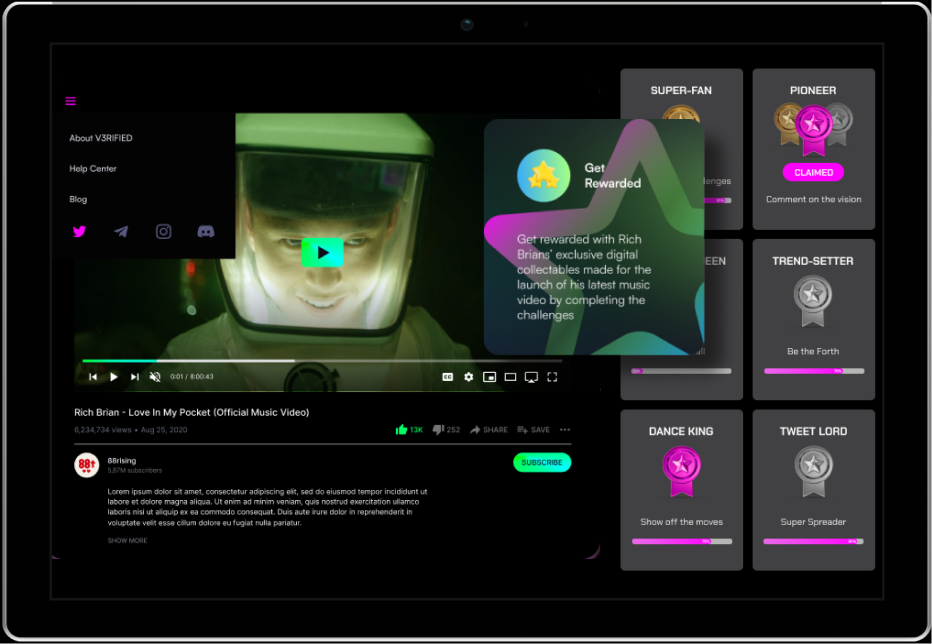 About V3RIFIED
Help Center
Blog
0:01 / 8:00:43
CC
Rich Brian - Love In My Pocket (Official Music Video)
6,234,734 views • Aug 25, 2020
13K
252
SHARE
SAVE
88rising
5,87M subscribers
SUBSCRIBE
Lorem ipsum dolor sit amet, consectetur adipiscing elit, sed do eiusmod tempor incididunt ut
labore et dolore magna aliqua. Ut enim ad minim veniam, quis nostrud exercitation ullamco
laboris nisi ut aliquip ex ea commodo consequat. Duis aute irure dolor in reprehenderit in
voluptate velit esse cillum dolore eu fugiat nulla pariatur.
SHOW MORE
Get
Rewarded
Get rewarded with Rich
Brians' exclusive digital
collectables made for the
launch of his latest music
video by completing the
challenges
SUPER-FAN
PIONEER
CLAIMED
Comment on the vision
TREND-SETTER
Be the Forth
DANCE KING
Show off the moves
TWEET LORD
Super Spreader